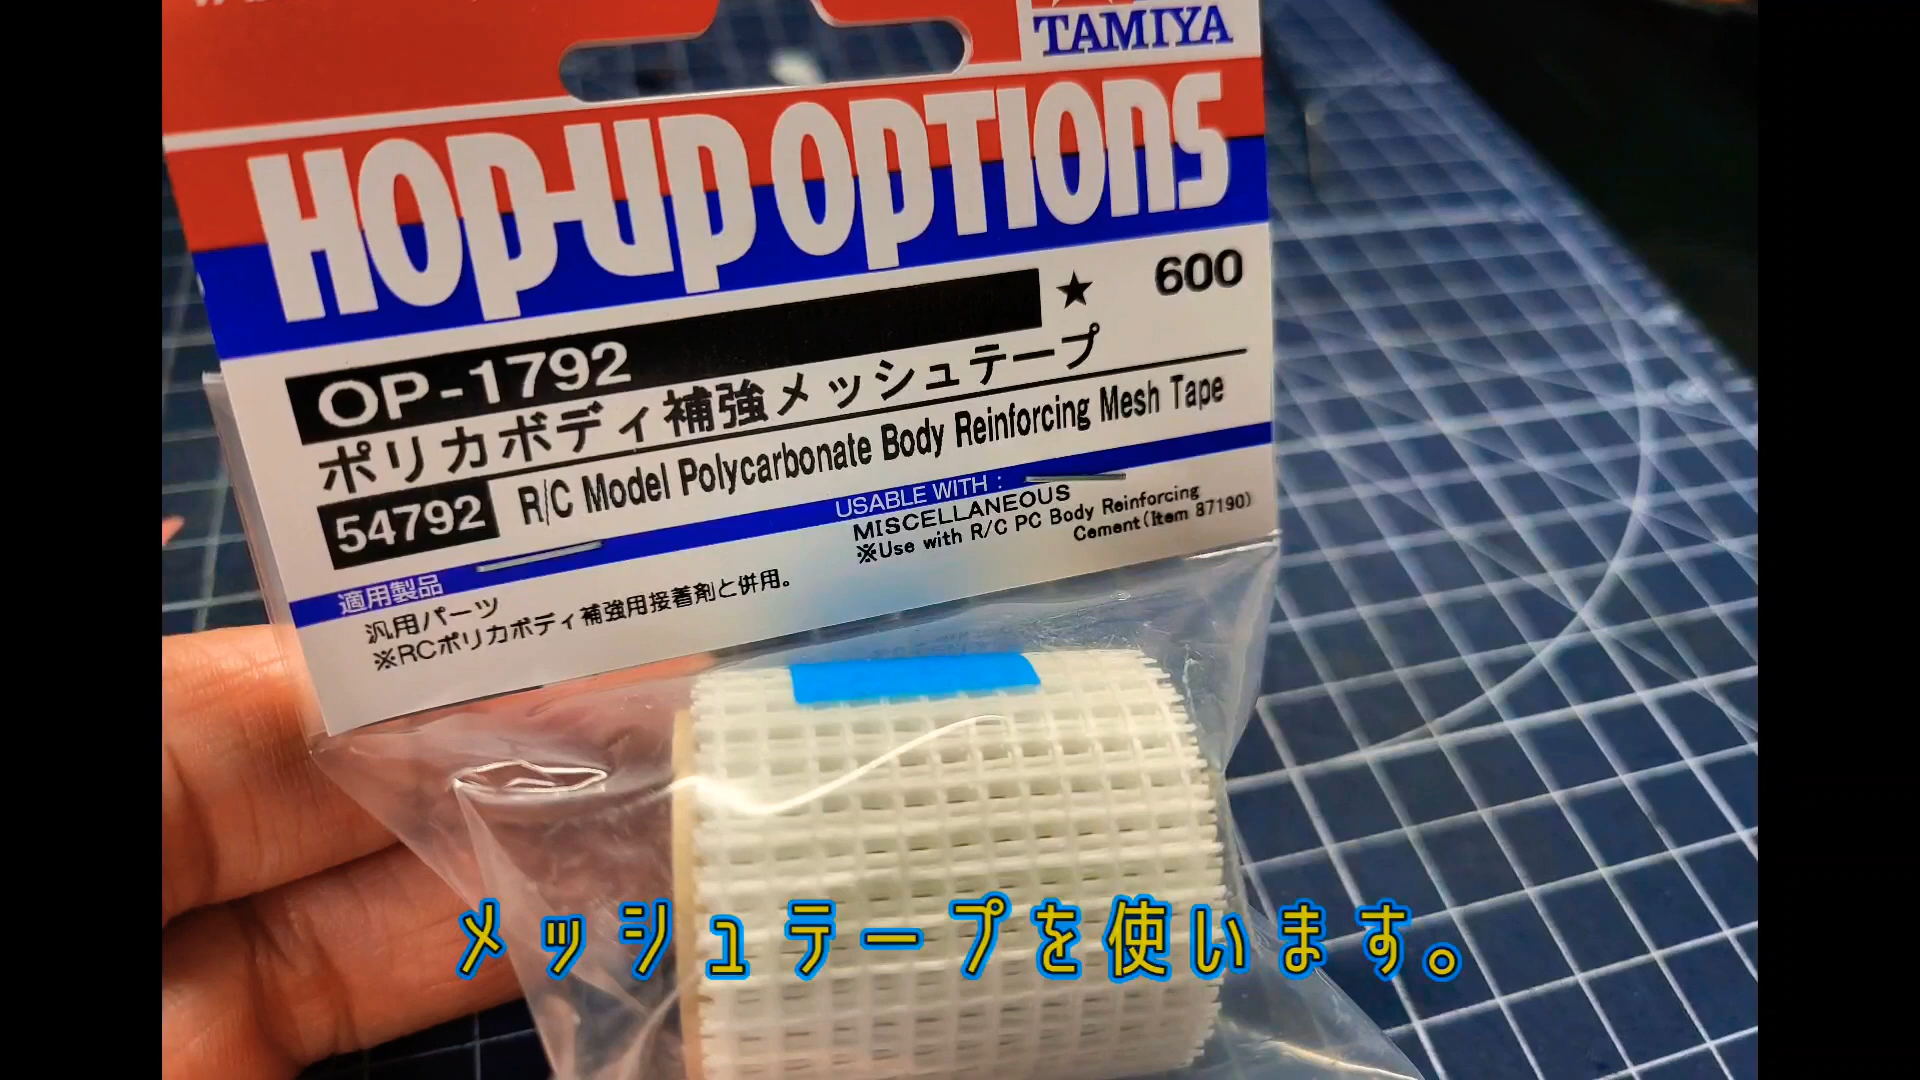 TAMIYA
HOP-UP OPTIONS
OP-1792
★ 600
ポリカボディ補強メッシュテープ
54792 R/C Model Polycarbonate Body Reinforcing Mesh Tape
USABLE WITH :
MISCELLANEOUS
※Use with R/C PC Body Reinforcing
Cement(Item 87190)
適用製品
汎用パーツ
※RCポリカボディ補強用接着剤と併用。
メッシュテープを使います。